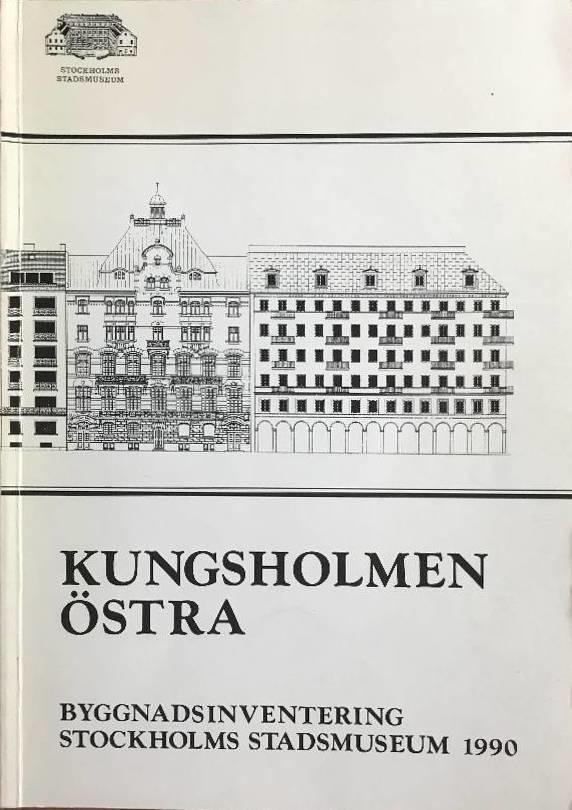 STOCKHOLMS
STADSMUSEUM
KUNGSHOLMEN
ÖSTRA
BYGGNADSINVENTERING
STOCKHOLMS STADSMUSEUM 1990